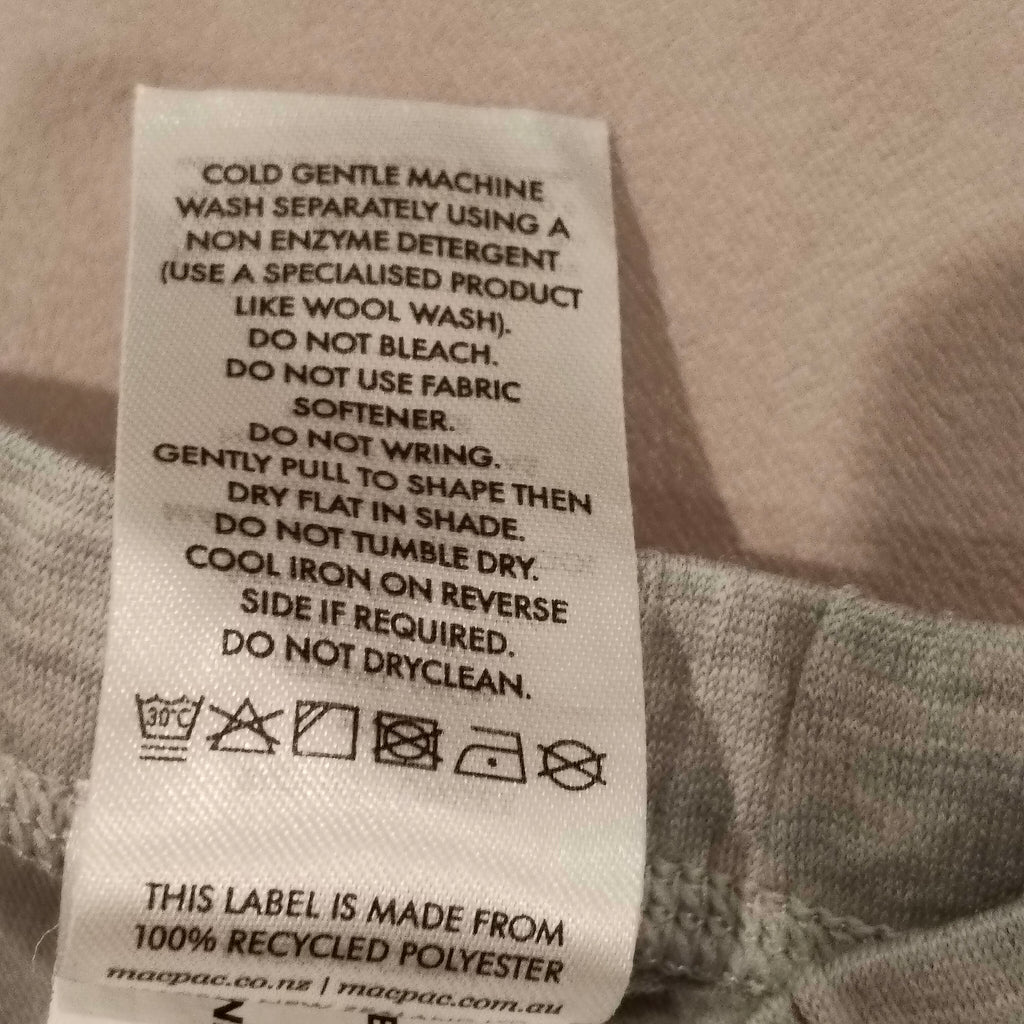 COLD GENTLE MACHINE
WASH SEPARATELY USING A
NON ENZYME DETERGENT
(USE A SPECIALISED PRODUCT
LIKE WOOL WASH).
DO NOT BLEACH.
DO NOT USE FABRIC
SOFTENER.
DO NOT WRING.
GENTLY PULL TO SHAPE THEN
DRY FLAT IN SHADE.
DO NOT TUMBLE DRY.
COOL IRON ON REVERSE
SIDE IF REQUIRED.
DO NOT DRYCLEAN.
30°C
THIS LABEL IS MADE FROM
100% RECYCLED POLYESTER
macpac.co.nz | macpac.com.au